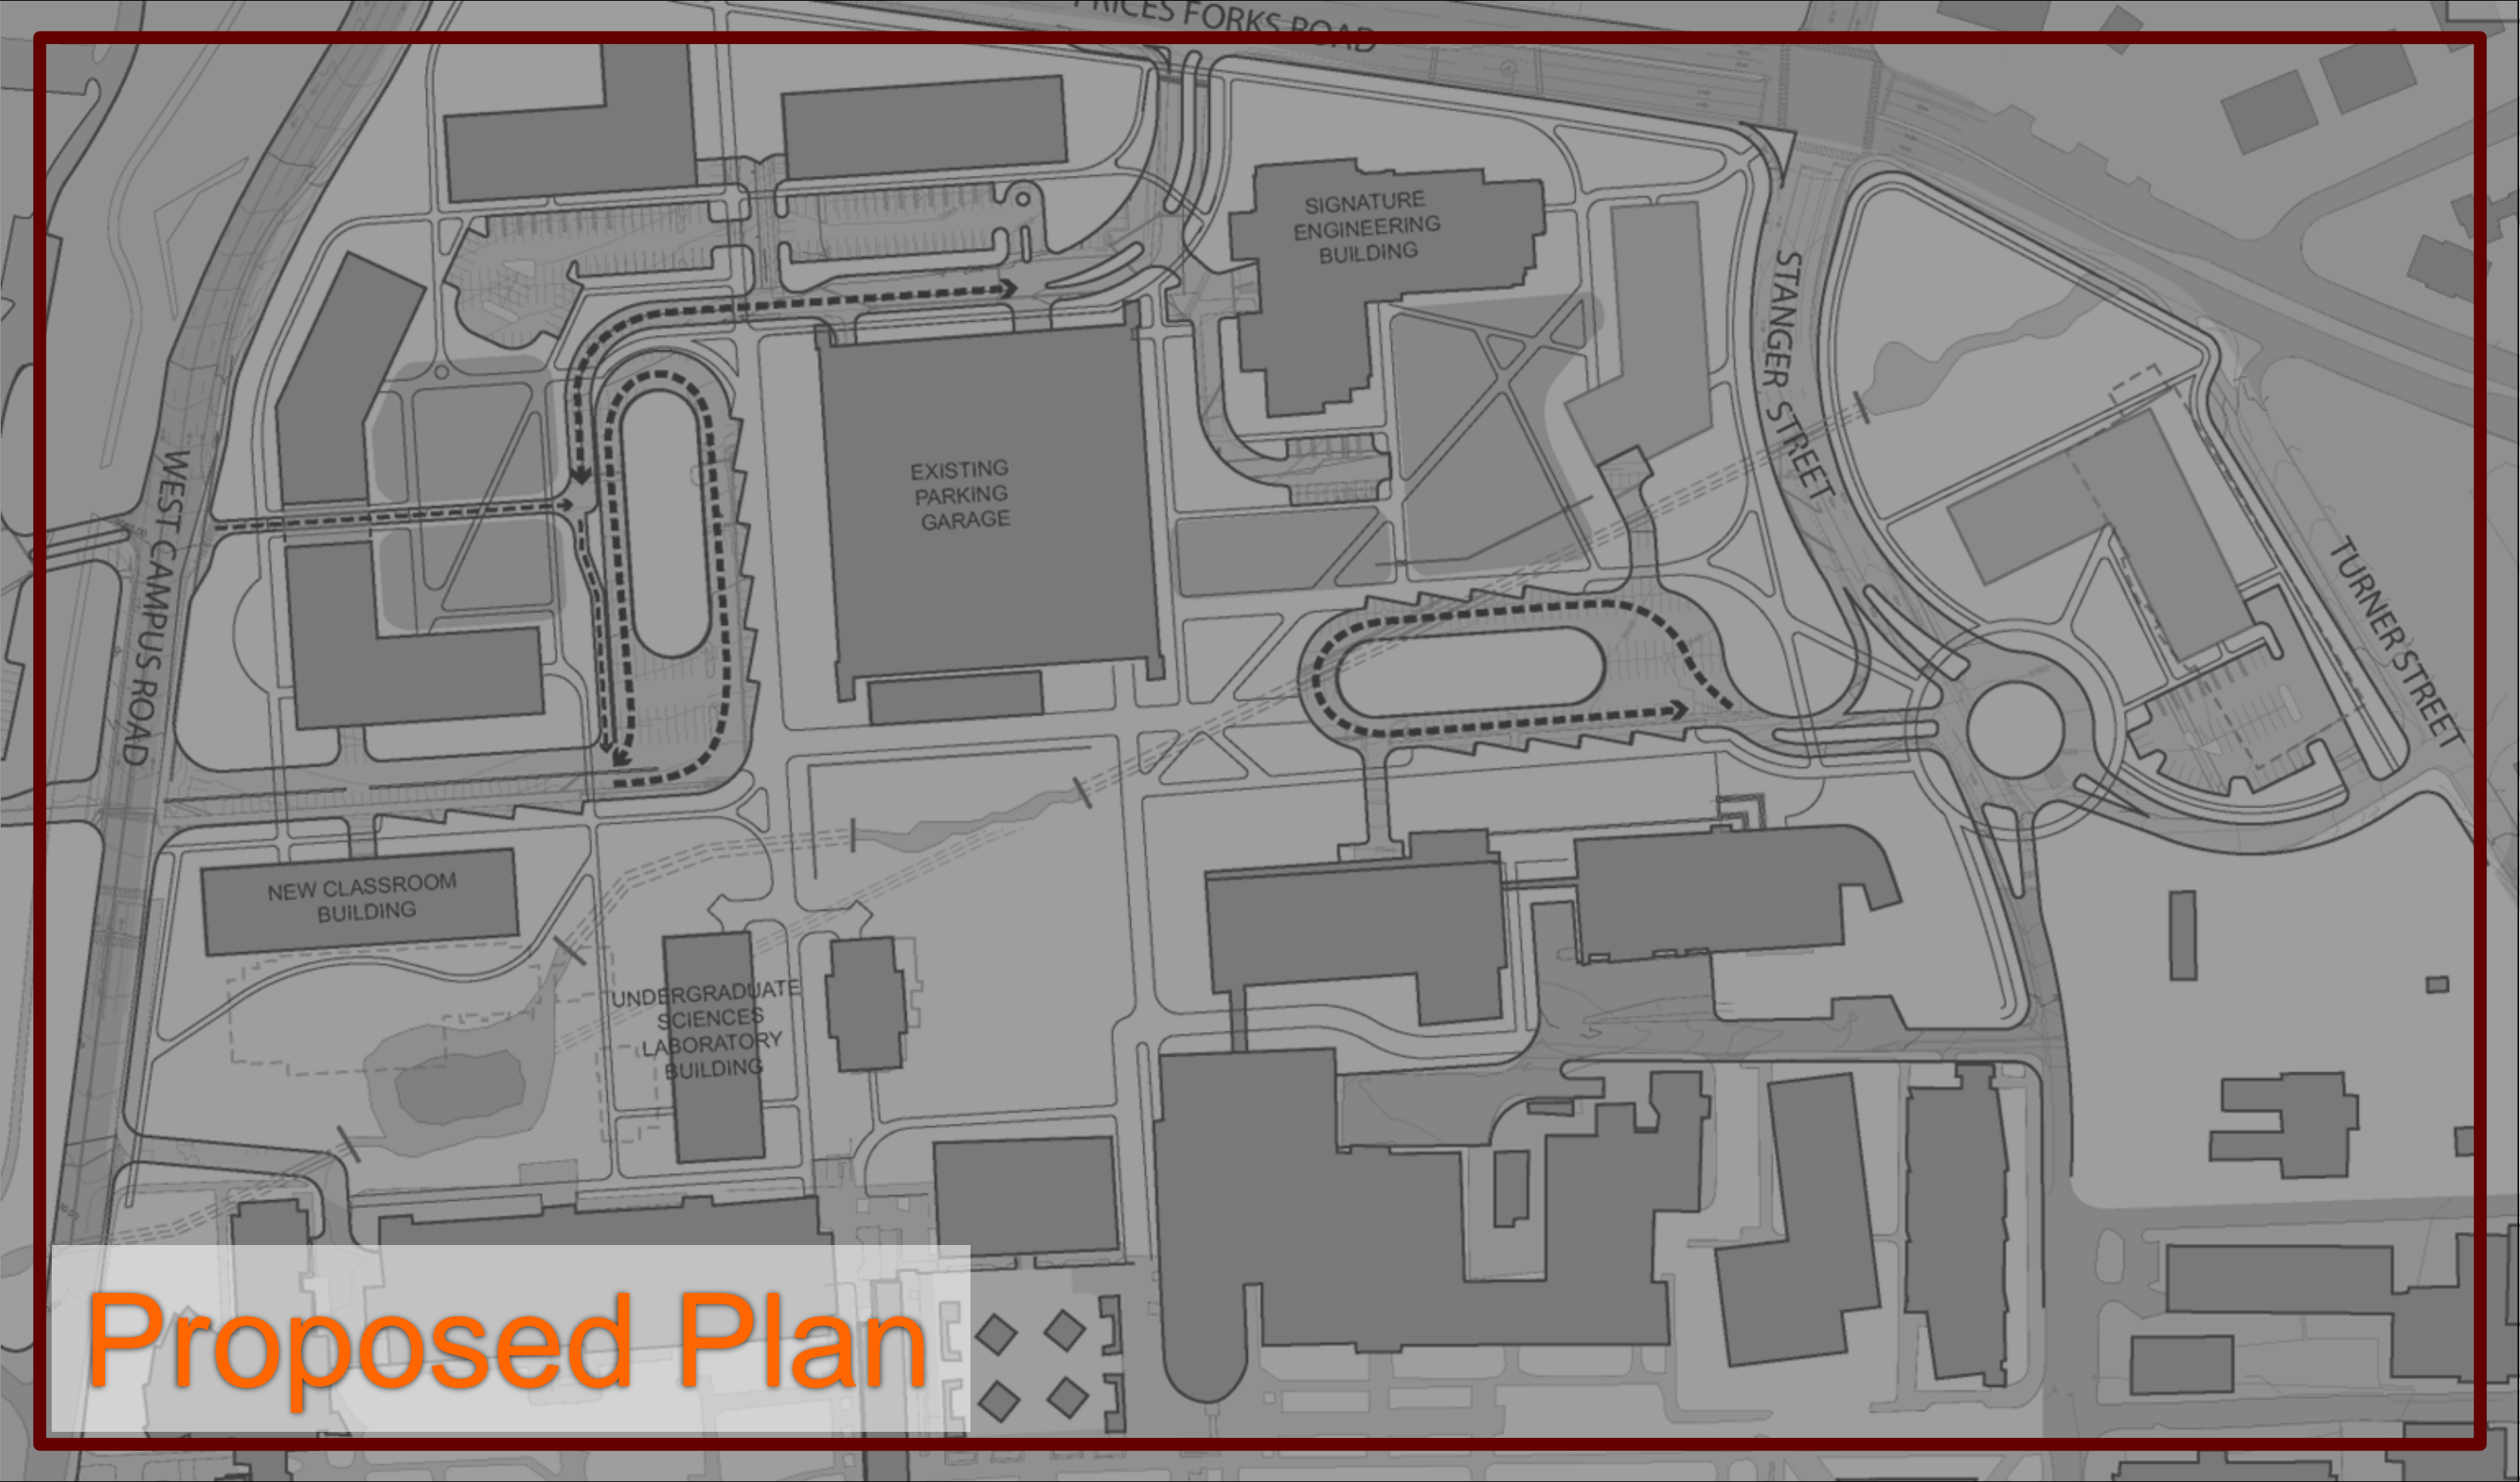 PRICES FORKS ROAD
SIGNATURE
ENGINEERING
BUILDING
STANGER STREET
EXISTING
PARKING
GARAGE
WEST CAMPUS ROAD
TURNER STREET
NEW CLASSROOM
BUILDING
UNDERGRADUATE
SCIENCES
LABORATORY
BUILDING
Proposed Plan